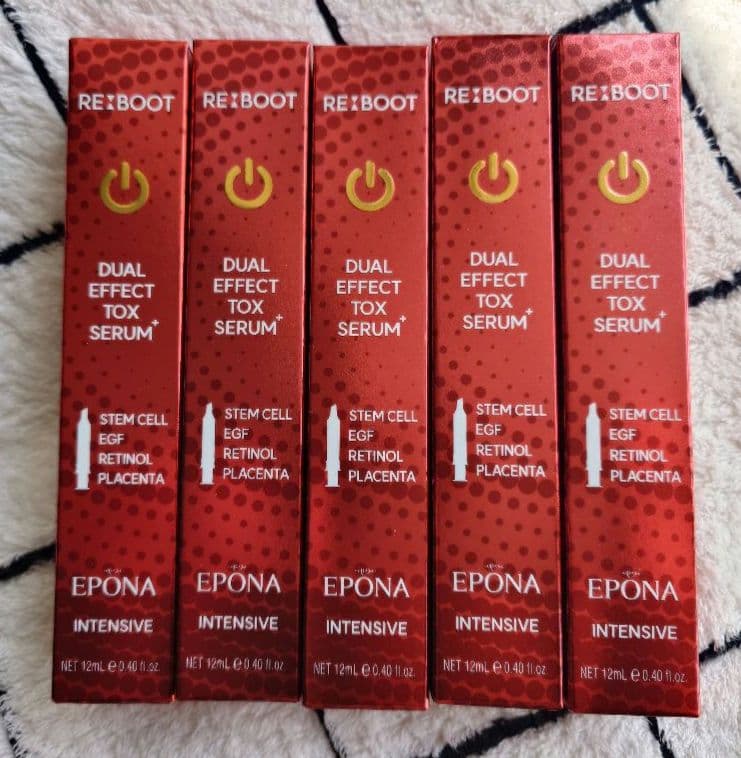 RE:BOOT
DUAL
EFFECT
TOX
SERUM+
STEM CELL
EGF
RETINOL
PLACENTA
EPONA
INTENSIVE
NET 12mL e 0.40 fl.oz.
RE:BOOT
DUAL
EFFECT
TOX
SERUM+
STEM CELL
EGF
RETINOL
PLACENTA
EPONA
INTENSIVE
NET 12mL e 0.40 fl.oz.
RE:BOOT
DUAL
EFFECT
TOX
SERUM+
STEM CELL
EGF
RETINOL
PLACENTA
EPONA
INTENSIVE
NET 12mL e 0.40 fl.oz.
RE:BOOT
DUAL
EFFECT
TOX
SERUM+
STEM CELL
EGF
RETINOL
PLACENTA
EPONA
INTENSIVE
NET 12mL e 0.40 fl.oz.
RE:BOOT
DUAL
EFFECT
TOX
SERUM+
STEM CELL
EGF
RETINOL
PLACENTA
EPONA
INTENSIVE
NET 12mL e 0.40 fl.oz.